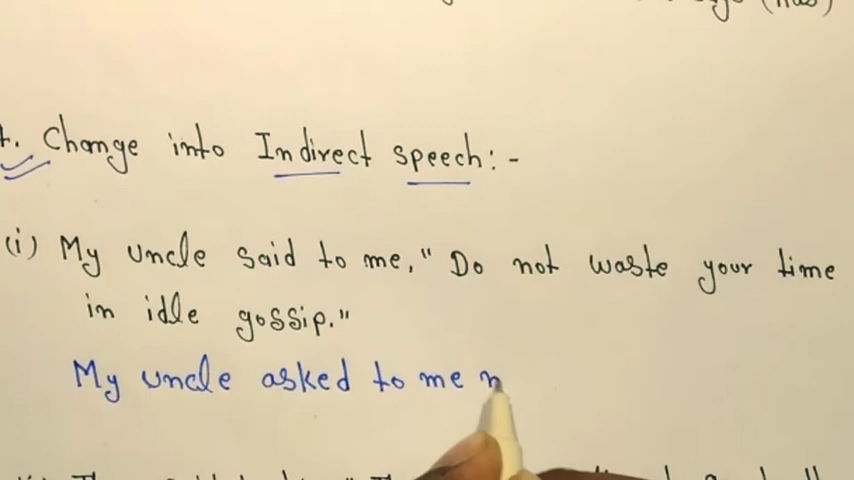 4. Change into Indirect speech:-
(i) My uncle said to me, "Do not waste your time
in idle gossip."
My uncle asked to me n